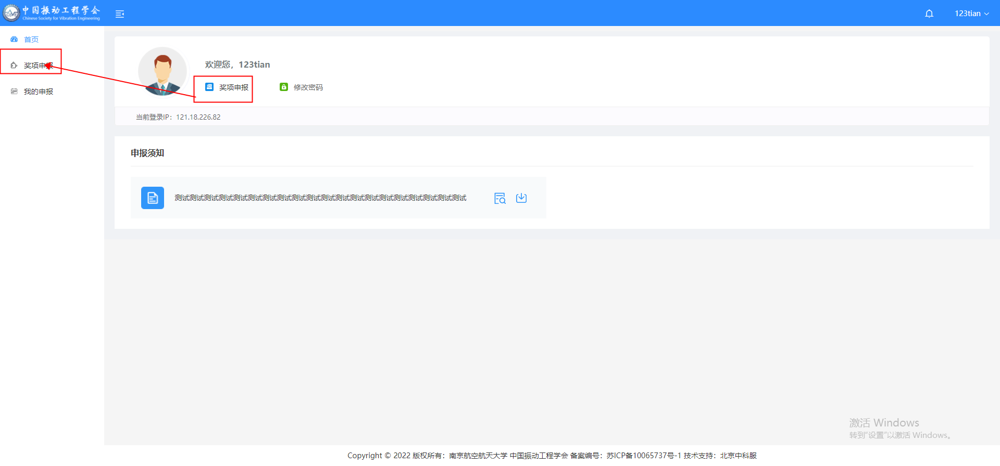 中国振动工程学会
Chinese Society for Vibration Engineering
CSVE
123tian
首页
奖项申报
我的申报
欢迎您，123tian
奖项申报
修改密码
当前登录IP：121.18.226.82
申报须知
测试测试测试测试测试测试测试测试测试测试测试测试测试测试测试测试测试测试测试测试
激活 Windows
转到“设置”以激活 Windows。
Copyright © 2022 版权所有：南京航空航天大学 中国振动工程学会 备案编号：苏ICP备10065737号-1 技术支持：北京中科服